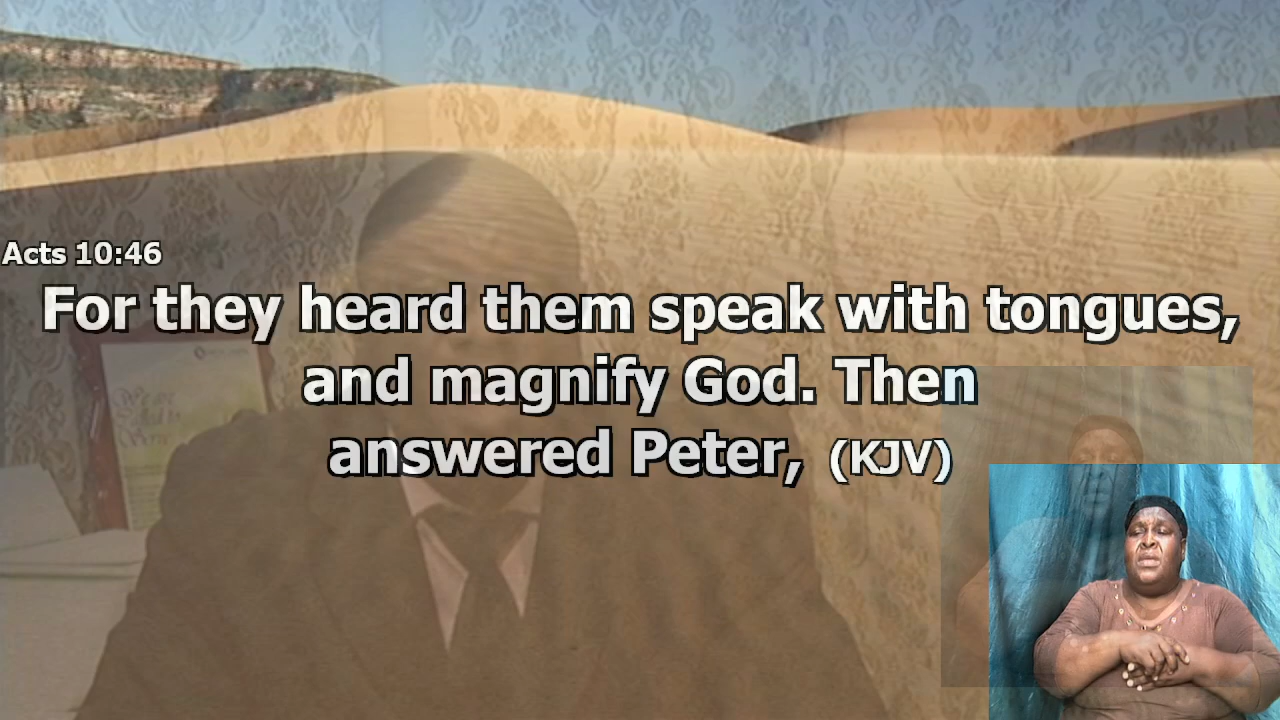 Acts 10:46
For they heard them speak with tongues,
and magnify God. Then
answered Peter, (KJV)